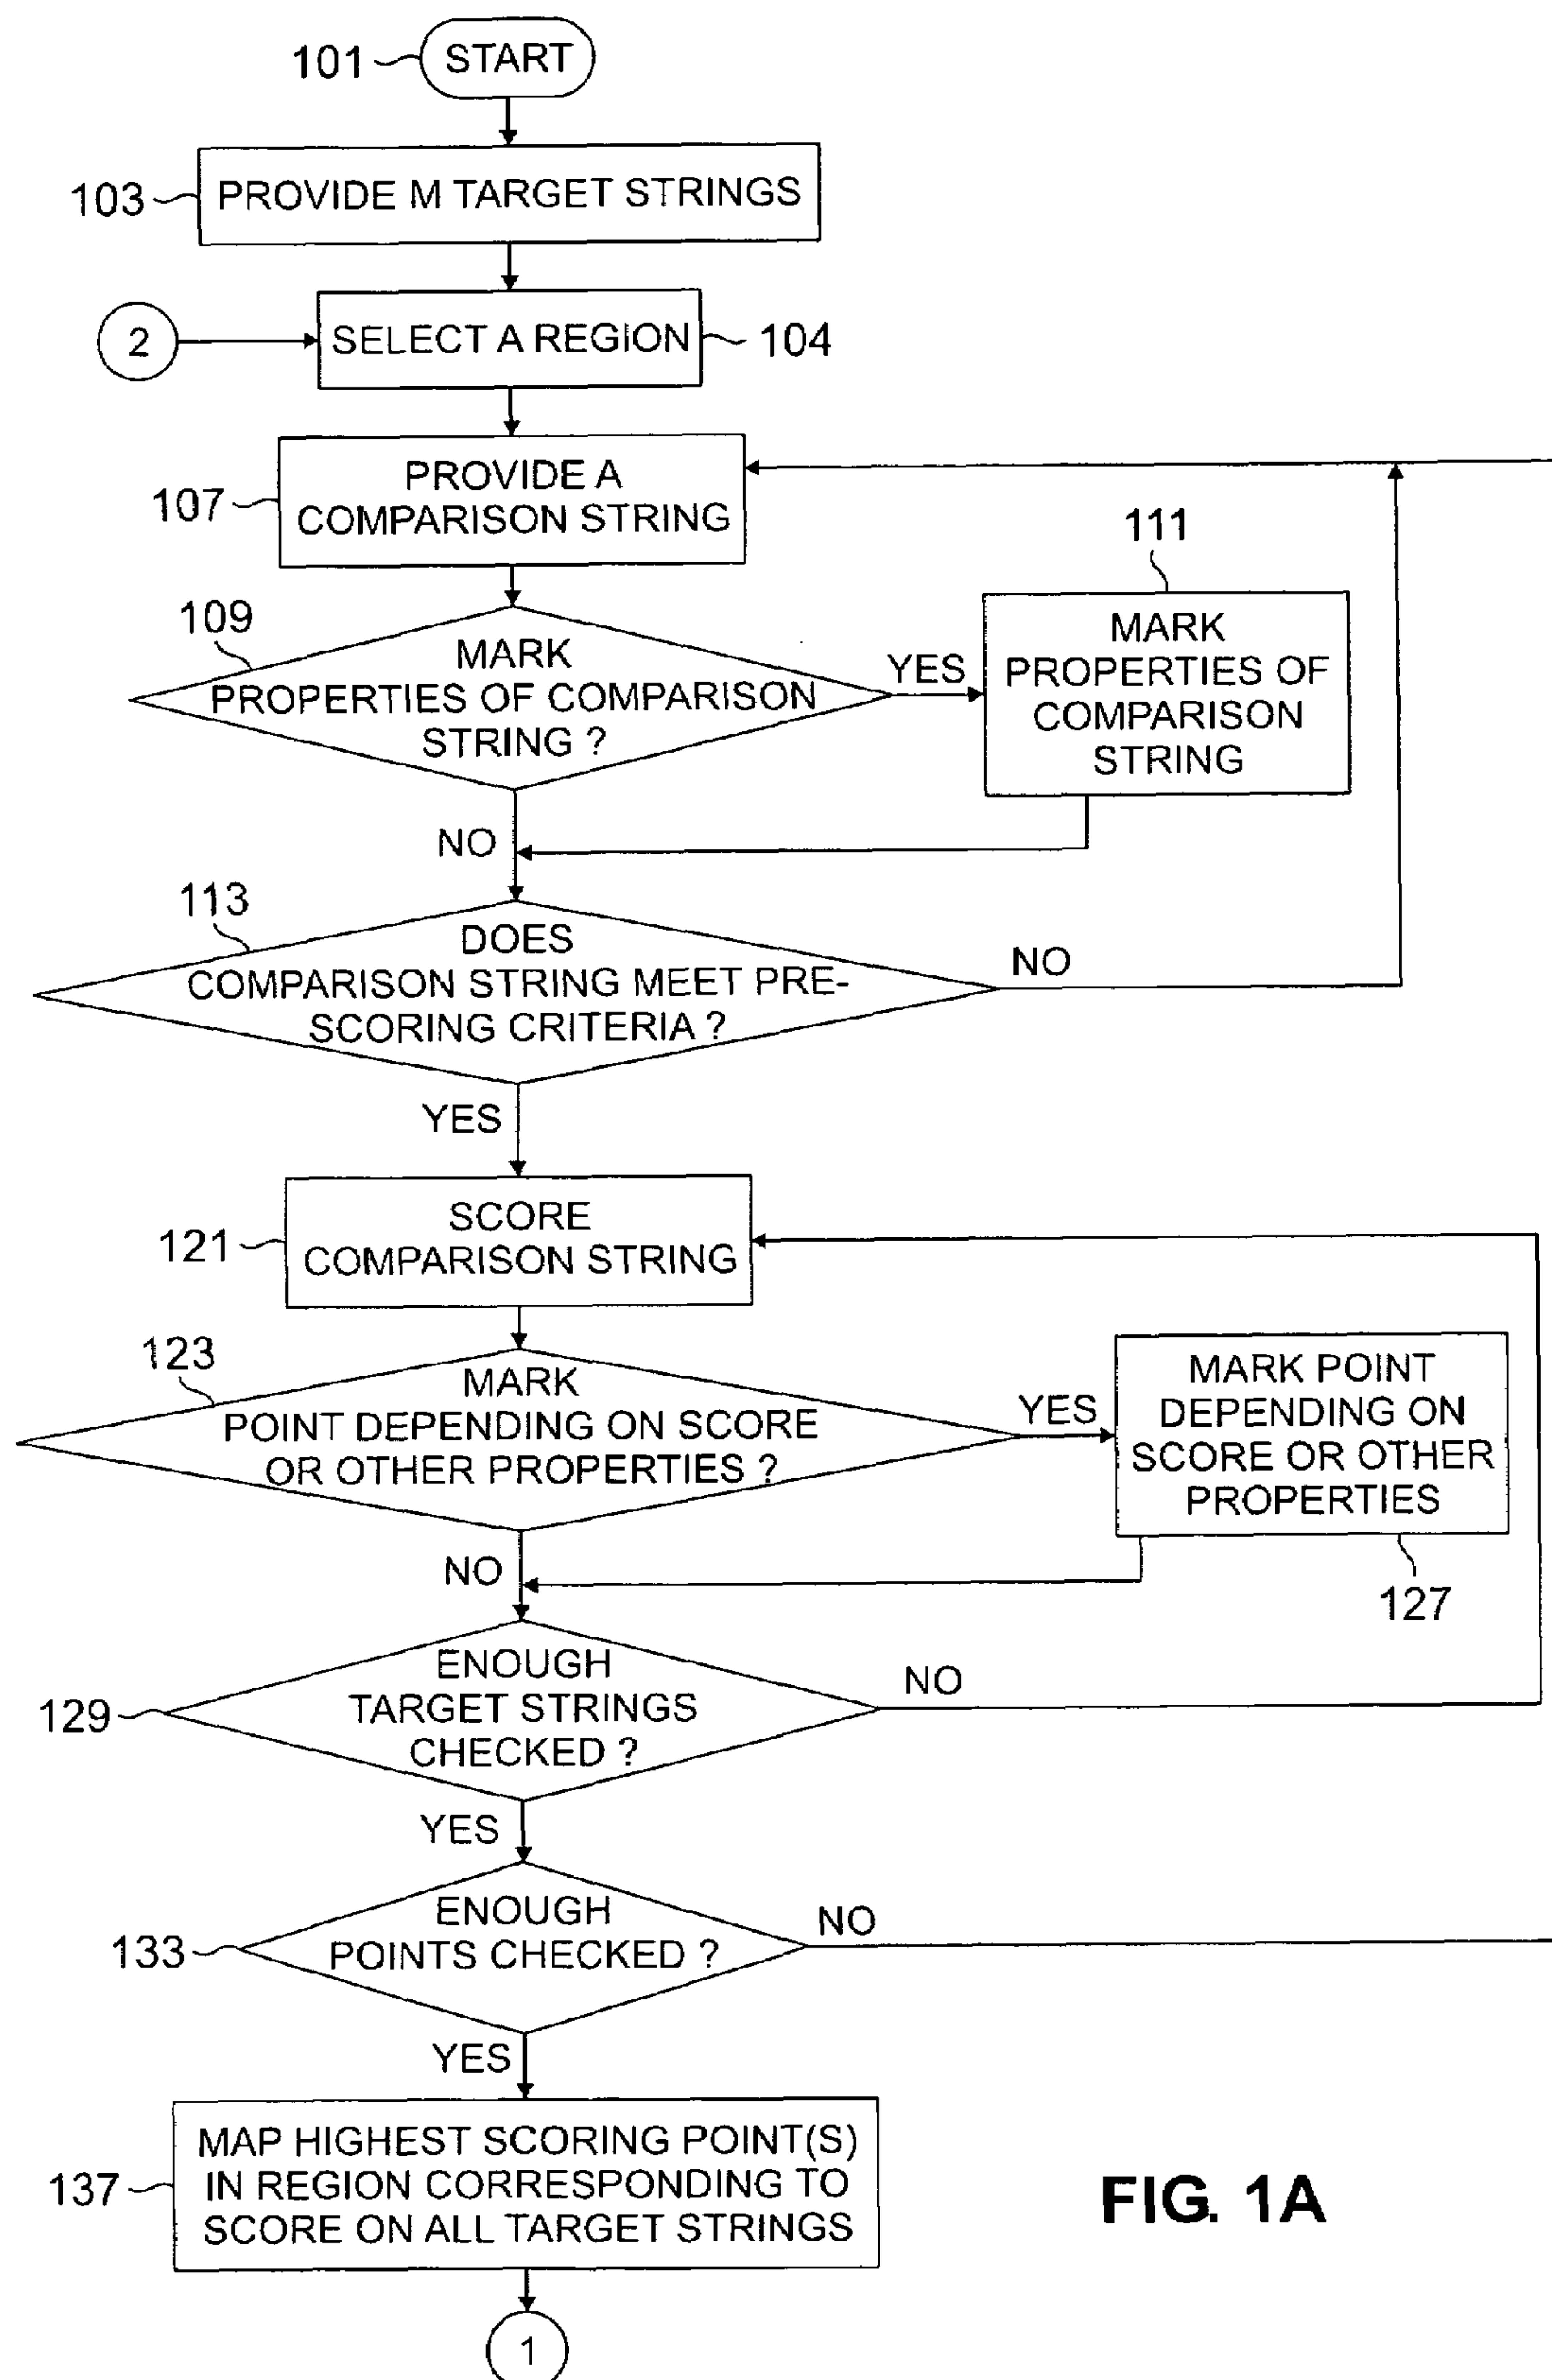 101
START
103
PROVIDE M TARGET STRINGS
2
SELECT A REGION
104
107
PROVIDE A
COMPARISON STRING
109
MARK
PROPERTIES OF COMPARISON
STRING ?
YES
111
MARK
PROPERTIES OF
COMPARISON
STRING
NO
113
DOES
COMPARISON STRING MEET PRE-
SCORING CRITERIA ?
NO
YES
121
SCORE
COMPARISON STRING
123
MARK
POINT DEPENDING ON SCORE
OR OTHER PROPERTIES ?
YES
MARK POINT
DEPENDING ON
SCORE OR OTHER
PROPERTIES
127
NO
129
ENOUGH
TARGET STRINGS
CHECKED ?
NO
YES
133
ENOUGH
POINTS CHECKED ?
NO
YES
137
MAP HIGHEST SCORING POINT(S)
IN REGION CORRESPONDING TO
SCORE ON ALL TARGET STRINGS
1
FIG. 1A